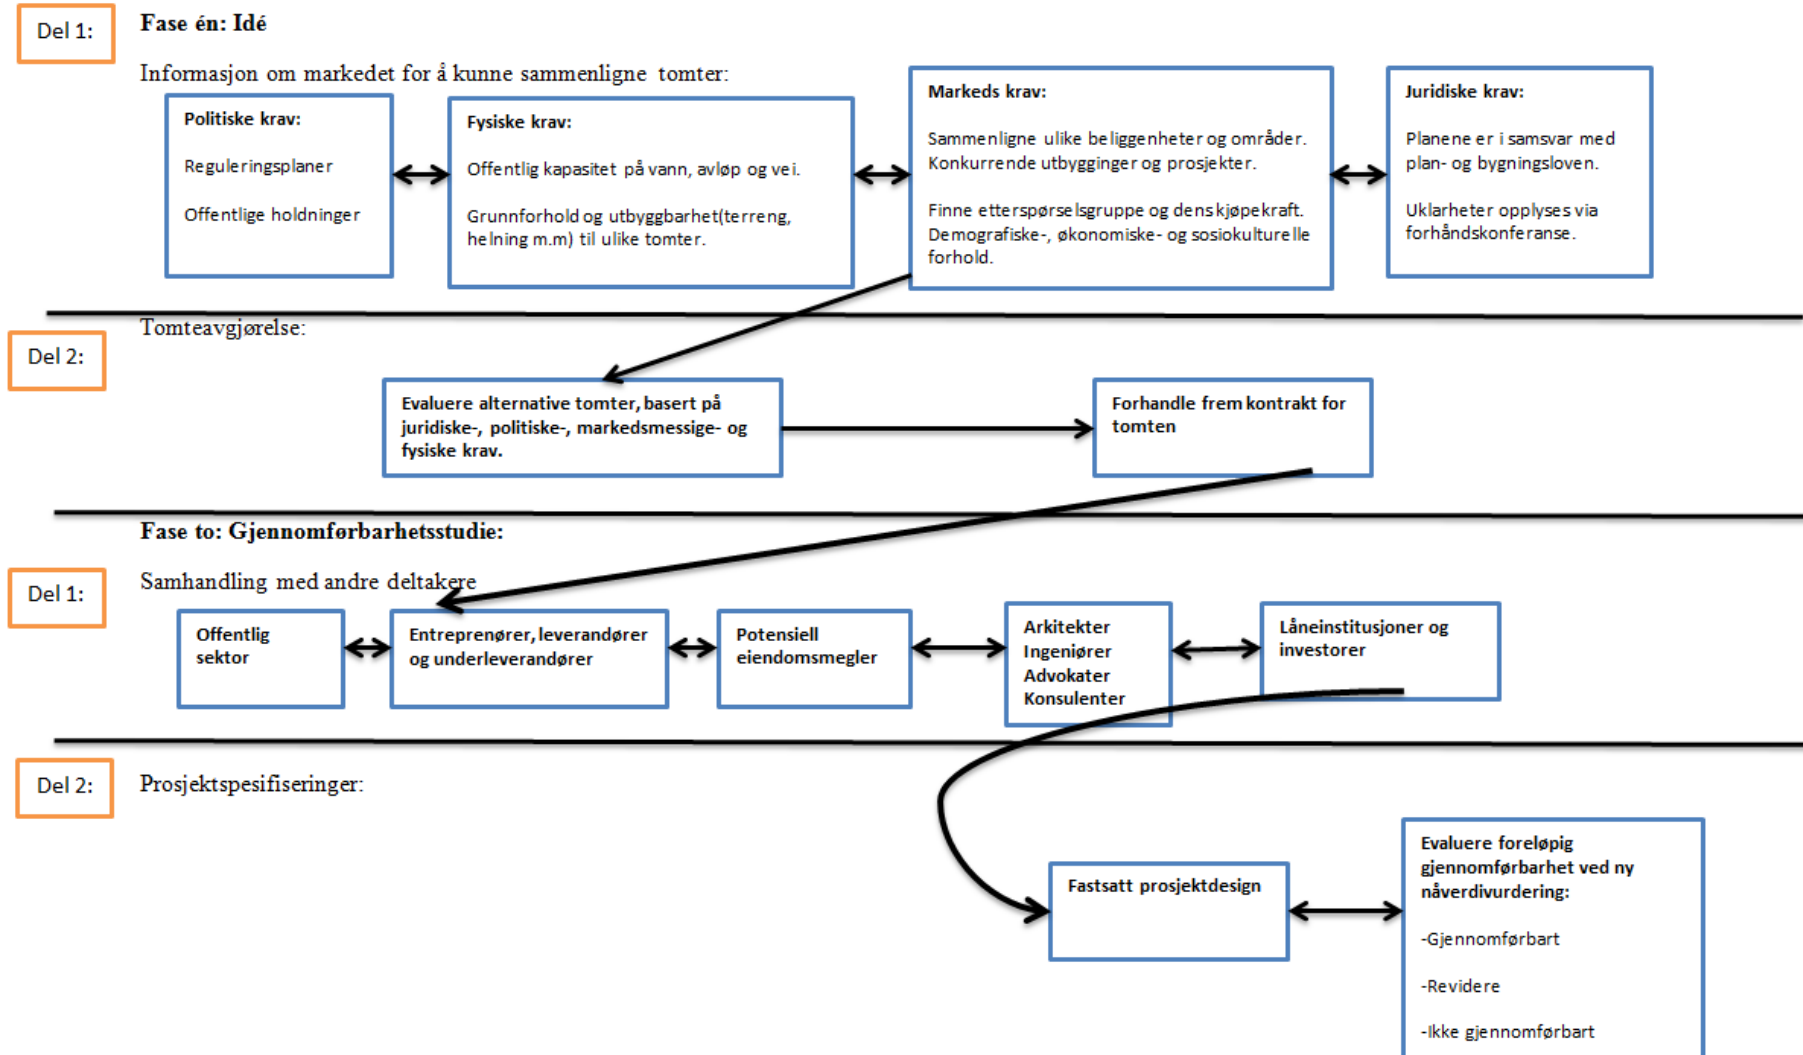 Del 1:
Fase én: Idé
Informasjon om markedet for å kunne sammenligne tomter:
Politiske krav:
Reguleringsplaner
Offentlige holdninger
Fysiske krav:
Offentlig kapasitet på vann, avløp og vei.
Grunnforhold og utbyggbarhet(terreng,
helning m.m) til ulike tomter.
Markeds krav:
Sammenligne ulike beliggenheter og områder.
Konkurrende utbygginger og prosjekter.
Finne etterspørselsgruppe og dens kjøpekraft.
Demografiske-, økonomiske- og sosiokulturelle
forhold.
Juridiske krav:
Planene er i samsvar med
plan- og bygningsloven.
Uklarheter opplyses via
forhåndskonferanse.
Del 2:
Tomteavgjørelse:
Evaluere alternative tomter, basert på
juridiske-, politiske-, markedsmessige- og
fysiske krav.
Forhandle frem kontrakt for
tomten
Fase to: Gjennomførbarhetsstudie:
Del 1:
Samhandling med andre deltakere
Offentlig
sektor
Entreprenører, leverandører
og underleverandører
Potensiell
eiendomsmegler
Arkitekter
Ingeniører
Advokater
Konsulenter
Låneinstitusjoner og
investorer
Del 2:
Prosjektspesifiseringer:
Fastsatt prosjektdesign
Evaluere foreløpig
gjennomførbarhet ved ny
nåverdivurdering:
-Gjennomførbart
-Revidere
-Ikke gjennomførbart